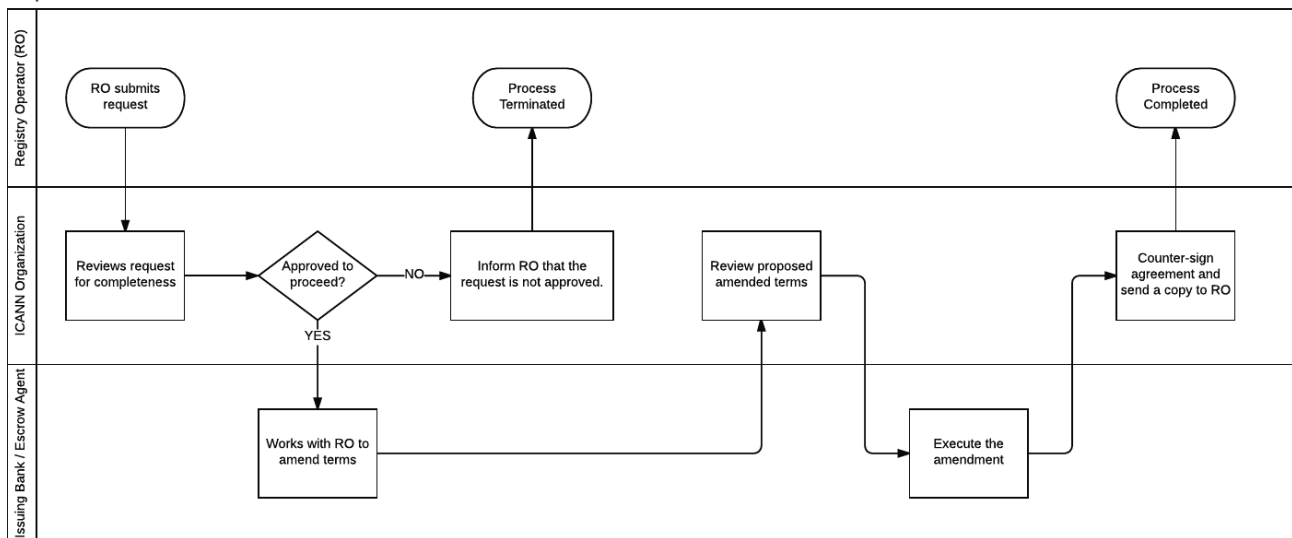 Registry Operator (RO)
RO submits
request
Process
Terminated
Process
Completed
ICANN Organization
Reviews request
for completeness
Approved to
proceed?
NO
YES
Inform RO that the
request is not approved.
Review proposed
amended terms
Counter-sign
agreement and
send a copy to RO
Issuing Bank / Escrow Agent
Works with RO to
amend terms
Execute the
amendment